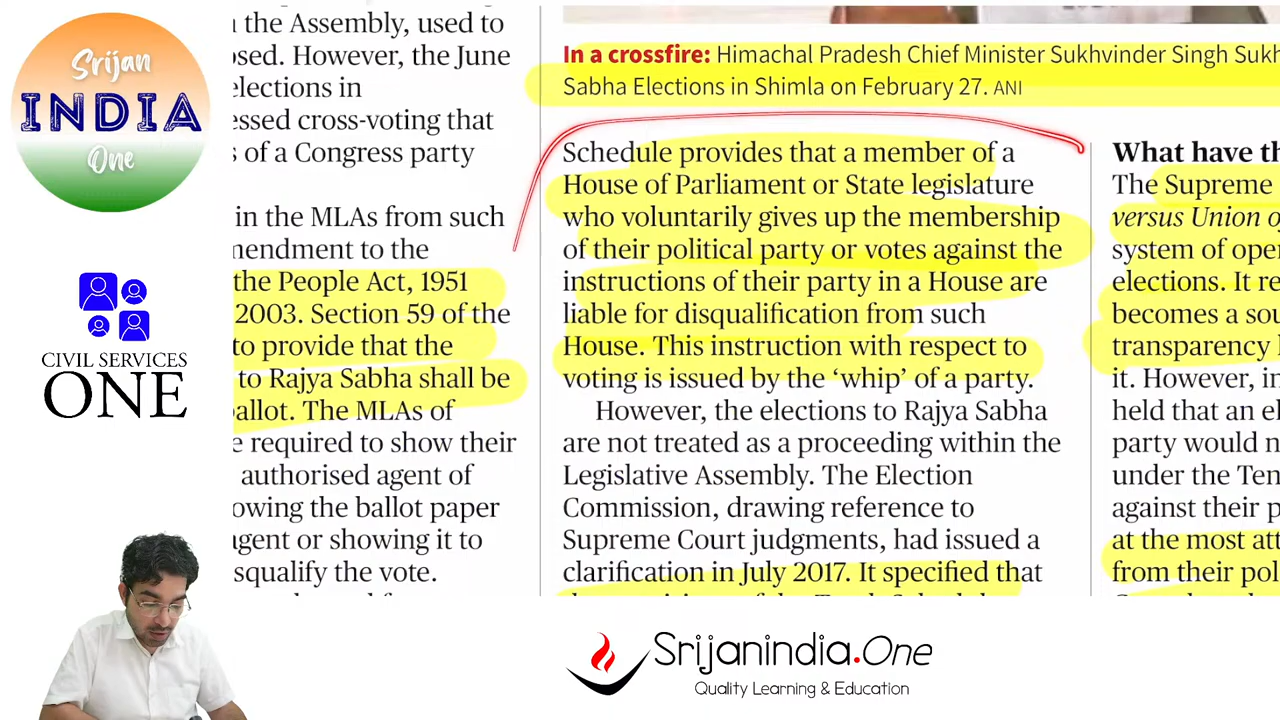 Srijan
INDIA
One
CIVIL SERVICES
ONE
the Assembly, used to
However, the June
elections in
cross-voting that
of a Congress party
in the MLAs from such
to the
the People Act, 1951
2003. Section 59 of the
to provide that the
to Rajya Sabha shall be
The MLAs of
required to show their
authorised agent of
the ballot paper
or showing it to
the vote.
In a crossfire: Himachal Pradesh Chief Minister Sukhvinder Singh Sukh
Sabha Elections in Shimla on February 27. ANI
Schedule provides that a member of a
House of Parliament or State legislature
who voluntarily gives up the membership
of their political party or votes against the
instructions of their party in a House are
liable for disqualification from such
House. This instruction with respect to
voting is issued by the ‘whip’ of a party.
However, the elections to Rajya Sabha
are not treated as a proceeding within the
Legislative Assembly. The Election
Commission, drawing reference to
Supreme Court judgments, had issued a
clarification in July 2017. It specified that
What have th
The Supreme
versus Union o
system of ope
elections. It re
becomes a sou
transparency
it. However, in
held that an el
party would n
under the Ten
against their p
at the most att
from their pol
Srijanindia.One
Quality Learning & Education